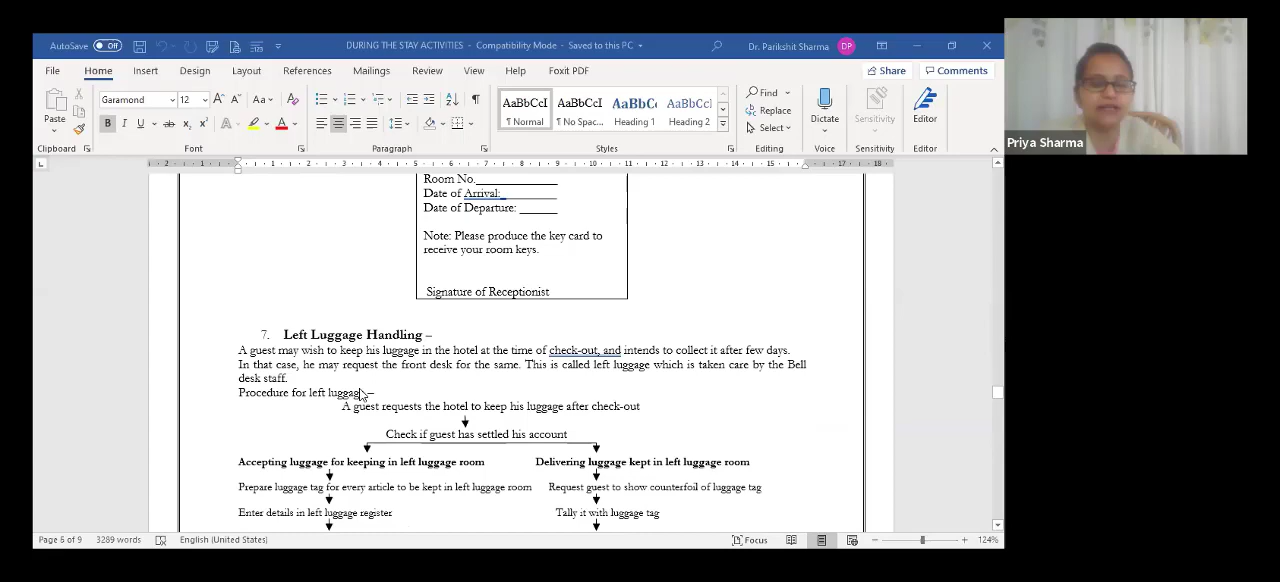 AutoSave Off
DURING THE STAY ACTIVITIES - Compatibility Mode - Saved to this PC
Dr. Parikshit Sharma DP
File Home Insert Design Layout References Mailings Review View Help Foxit PDF
Share Comments
Garamond 12
Paste
AaBbCcI AaBbCcI AaBbC AaBbCcI
¶ Normal ¶ No Spac... Heading 1 Heading 2
Find
Replace
Select
Dictate Sensitivity Editor
Clipboard Font Paragraph Styles Editing Voice Sensitivity Editor
Priya Sharma
Room No.
Date of Arrival:
Date of Departure:
Note: Please produce the key card to
receive your room keys.
Signature of Receptionist
7. Left Luggage Handling –
A guest may wish to keep his luggage in the hotel at the time of check-out, and intends to collect it after few days.
In that case, he may request the front desk for the same. This is called left luggage which is taken care by the Bell
desk staff.
Procedure for left luggage –
A guest requests the hotel to keep his luggage after check-out
Check if guest has settled his account
Accepting luggage for keeping in left luggage room Delivering luggage kept in left luggage room
Prepare luggage tag for every article to be kept in left luggage room Request guest to show counterfoil of luggage tag
Enter details in left luggage register Tally it with luggage tag
Page 6 of 9 3289 words English (United States) Focus 124%